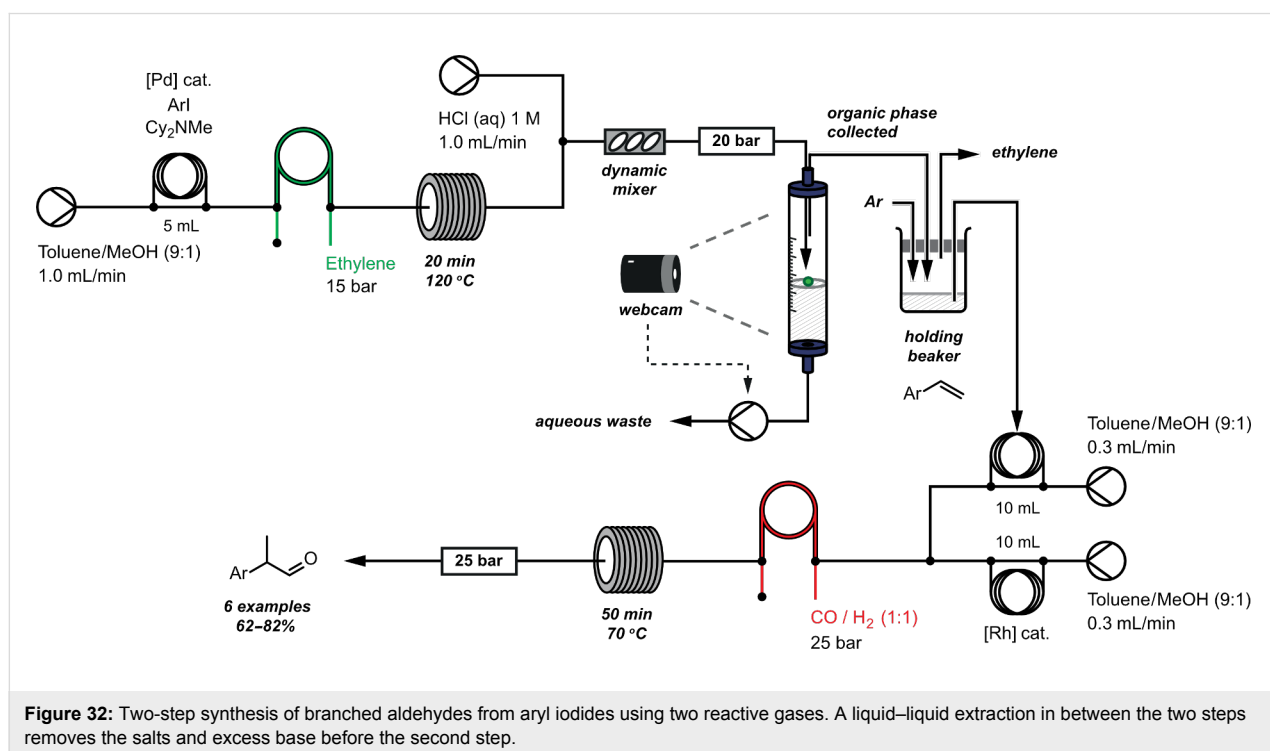 [Pd] cat.
ArI
Cy₂NMe
5 mL
Toluene/MeOH (9:1)
1.0 mL/min
Ethylene
15 bar
20 min
120 °C
HCl (aq) 1 M
1.0 mL/min
dynamic
mixer
20 bar
organic phase
collected
ethylene
Ar
webcam
holding
beaker
Ar
aqueous waste
Toluene/MeOH (9:1)
0.3 mL/min
10 mL
10 mL
[Rh] cat.
Toluene/MeOH (9:1)
0.3 mL/min
CO / H₂ (1:1)
25 bar
50 min
70 °C
25 bar
Ar
O
6 examples
62–82%
Figure 32: Two-step synthesis of branched aldehydes from aryl iodides using two reactive gases. A liquid–liquid extraction in between the two steps
removes the salts and excess base before the second step.